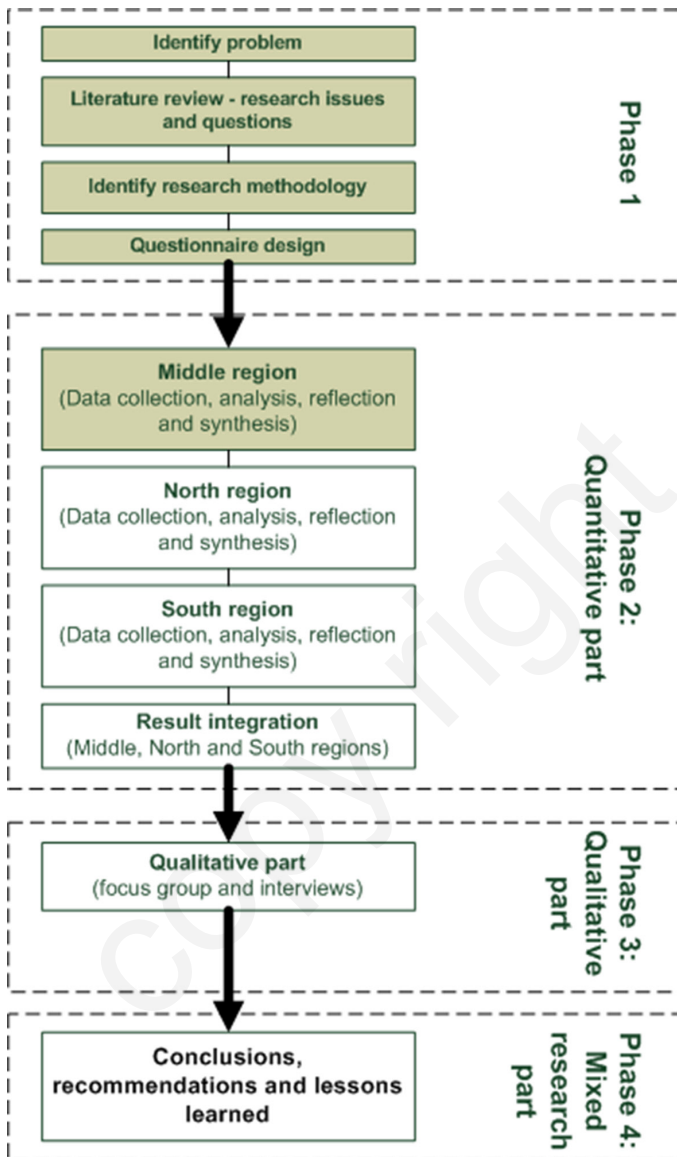 Identify problem
Literature review - research issues
and questions
Identify research methodology
Questionnaire design
Phase 1
Middle region
(Data collection, analysis, reflection
and synthesis)
North region
(Data collection, analysis, reflection
and synthesis)
South region
(Data collection, analysis, reflection
and synthesis)
Result integration
(Middle, North and South regions)
Phase 2:
Quantitative part
Qualitative part
(focus group and interviews)
Phase 3:
Qualitative
part
Conclusions,
recommendations and lessons
learned
Phase 4:
Mixed
research
part
copy right